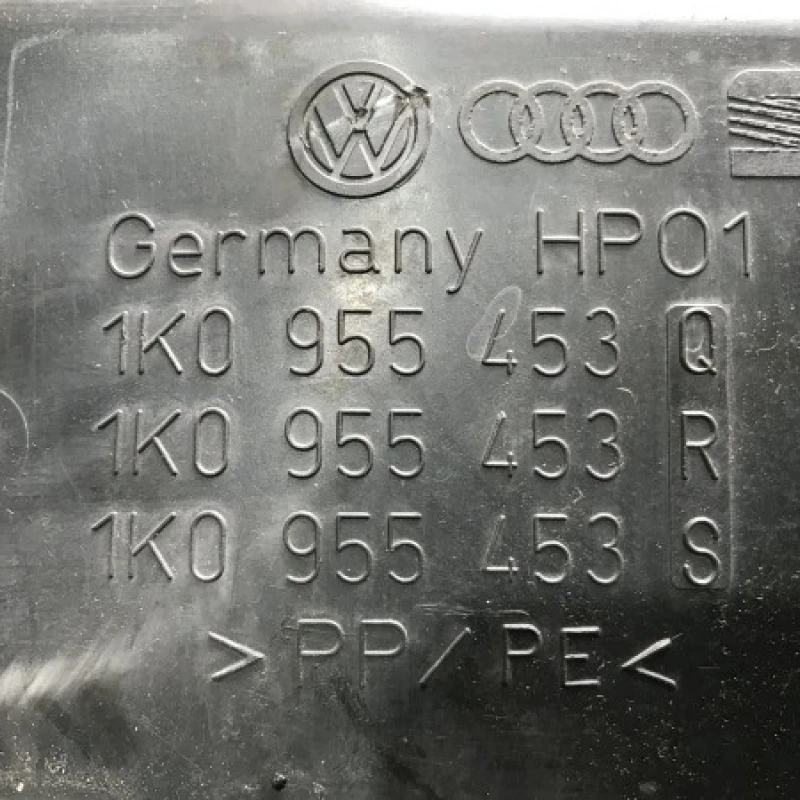 Germany HP01
1K0 955 453 Q
1K0 955 453 R
1K0 955 453 S
>PP/PE<